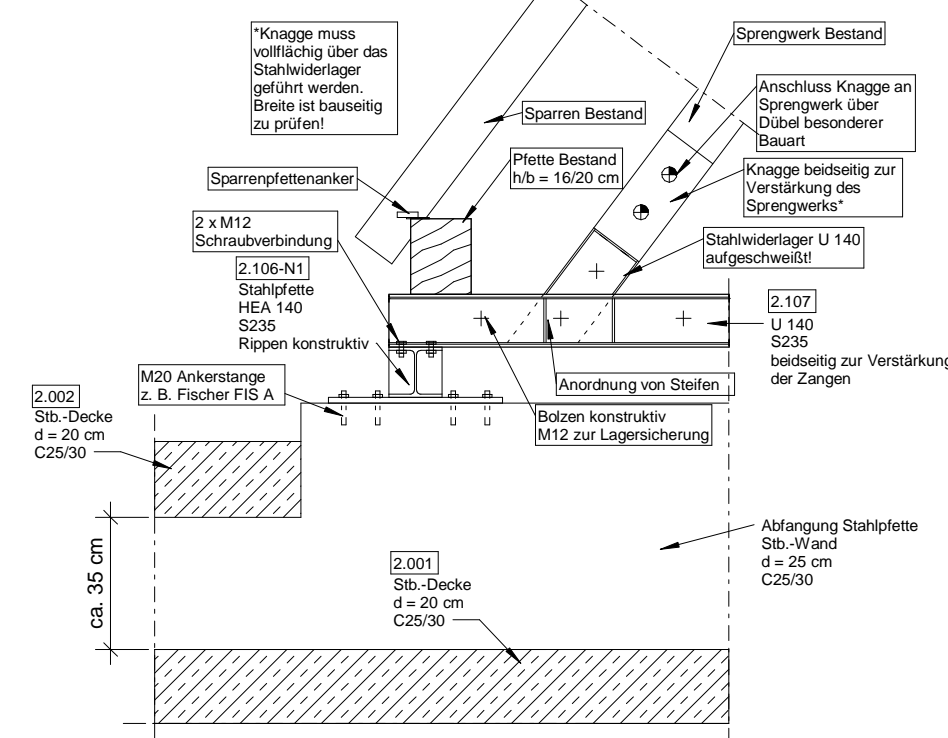 *Knagge muss
vollflächig über das
Stahlwiderlager
geführt werden.
Breite ist bauseitig
zu prüfen!
Sprengwerk Bestand
Anschluss Knagge an
Sprengwerk über
Dübel besonderer
Bauart
Sparren Bestand
Pfette Bestand
h/b = 16/20 cm
Knagge beidseitig zur
Verstärkung des
Sprengwerks*
Sparrenpfettenanker
2 x M12
Schraubverbindung
Stahlwiderlager U 140
aufgeschweißt!
2.106-N1
Stahlpfette
HEA 140
S235
Rippen konstruktiv
2.107
U 140
S235
beidseitig zur Verstärkung
der Zangen
M20 Ankerstange
z. B. Fischer FIS A
Anordnung von Steifen
2.002
Stb.-Decke
d = 20 cm
C25/30
Bolzen konstruktiv
M12 zur Lagersicherung
Abfangung Stahlpfette
Stb.-Wand
d = 25 cm
C25/30
ca. 35 cm
2.001
Stb.-Decke
d = 20 cm
C25/30